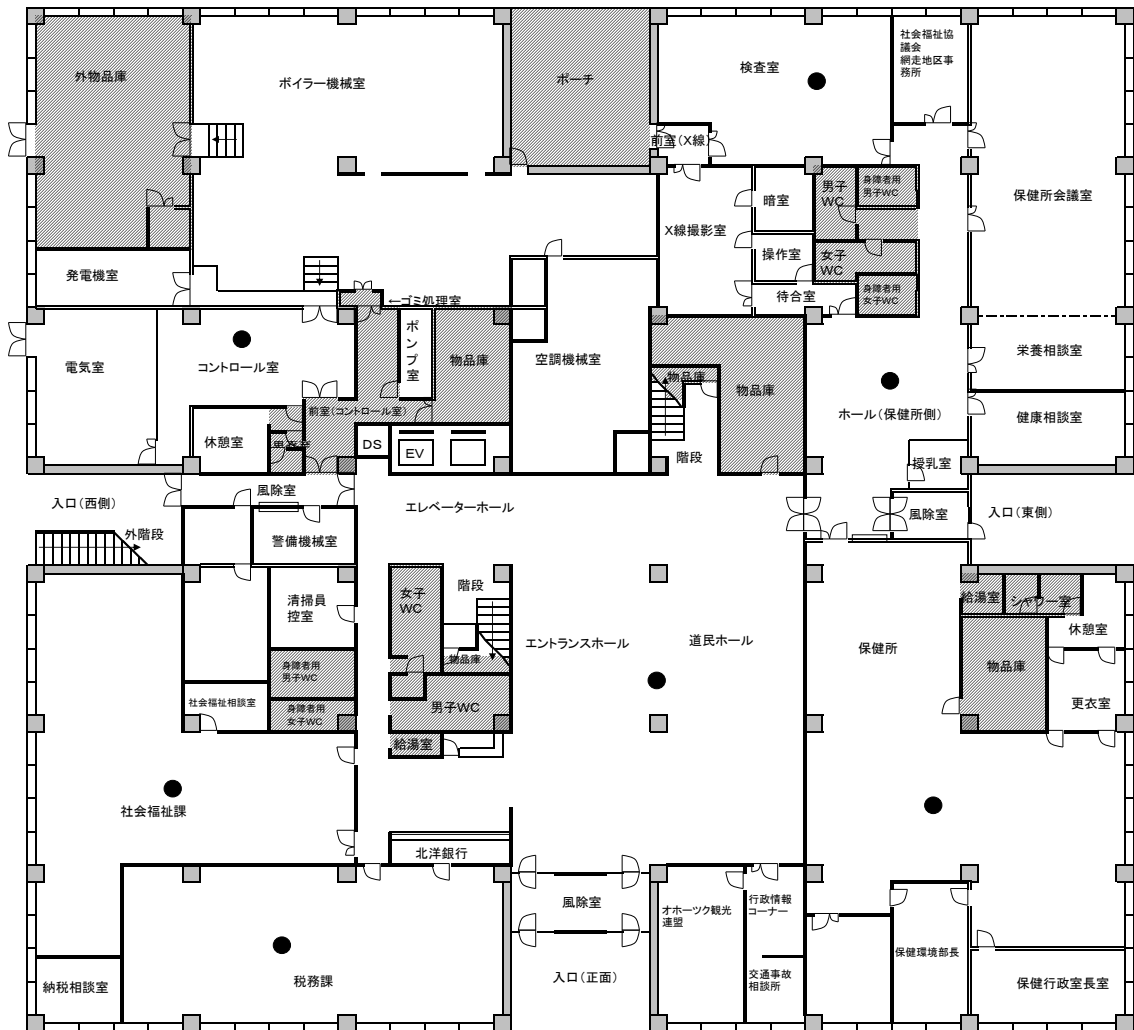 外物品庫
ボイラー機械室
ポーチ
検査室
社会福祉協
議会
網走地区事
務所
前室(X線)
X線撮影室
暗室
操作室
待合室
男子
WC
身障者用
男子WC
女子
WC
身障者用
女子WC
保健所会議室
発電機室
←ゴミ処理室
電気室
コントロール室
ポンプ室
物品庫
空調機械室
物品庫
物品庫
栄養相談室
ホール(保健所側)
健康相談室
前室(コントロール室)
休憩室
DS
EV
階段
授乳室
入口(西側)
風除室
エレベーターホール
風除室
入口(東側)
外階段
警備機械室
清掃員
控室
女子
WC
階段
エントランスホール
道民ホール
保健所
給湯室
シャワー室
休憩室
身障者用
男子WC
物品庫
物品庫
社会福祉相談室
身障者用
女子WC
男子WC
更衣室
給湯室
社会福祉課
北洋銀行
風除室
オホーツク観光
連盟
行政情報
コーナー
保健環境部長
税務課
納税相談室
入口(正面)
交通事故
相談所
保健行政室長室